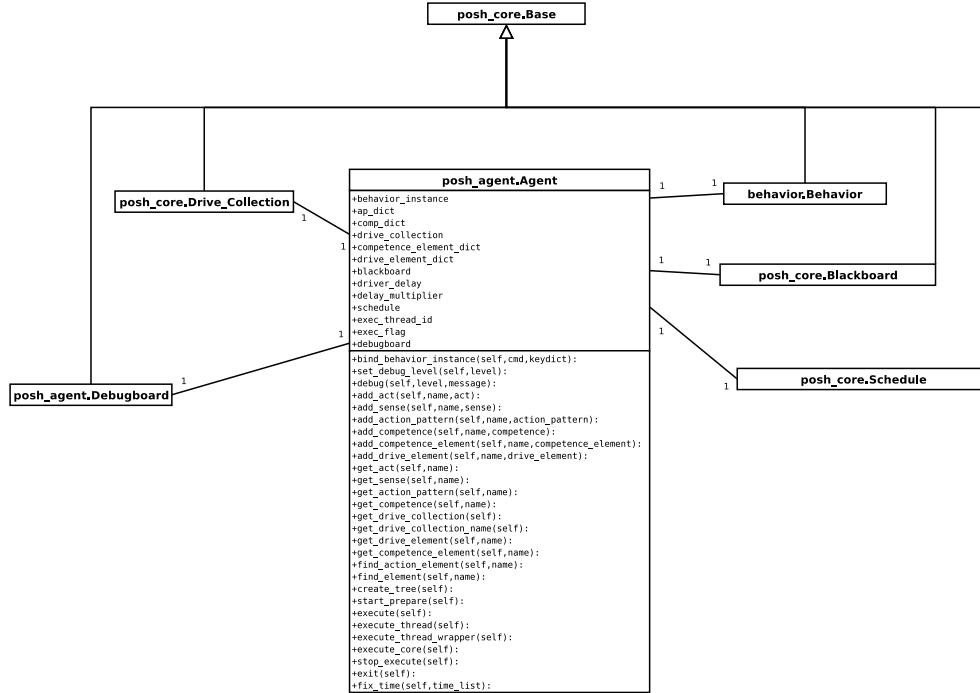 posh_core.Base
posh_agent.Agent
posh_core.Drive_Collection
behavior.Behavior
posh_core.Blackboard
posh_core.Schedule
posh_agent.Debugboard
1
1
1
1
1
1
1
1
1
1
+behavior_instance
+ap_dict
+comp_dict
+drive_collection
+competence_element_dict
+drive_element_dict
+blackboard
+driver_delay
+delay_multiplier
+schedule
+exec_thread_id
+exec_flag
+debugboard
+bind_behavior_instance(self,cmd,keydict):
+set_debug_level(self,level):
+debug(self,level,message):
+add_act(self,name,act):
+add_sense(self,name,sense):
+add_action_pattern(self,name,action_pattern):
+add_competence(self,name,competence):
+add_competence_element(self,name,competence_element):
+add_drive_element(self,name,drive_element):
+get_act(self,name):
+get_sense(self,name):
+get_action_pattern(self,name):
+get_competence(self,name):
+get_drive_collection(self):
+get_drive_collection_name(self):
+get_drive_element(self,name):
+get_competence_element(self,name):
+find_action_element(self,name):
+find_element(self,name):
+create_tree(self):
+start_prepare(self):
+execute(self):
+execute_thread(self):
+execute_thread_wrapper(self):
+execute_core(self):
+stop_execute(self):
+exit(self):
+fix_time(self,time_list):